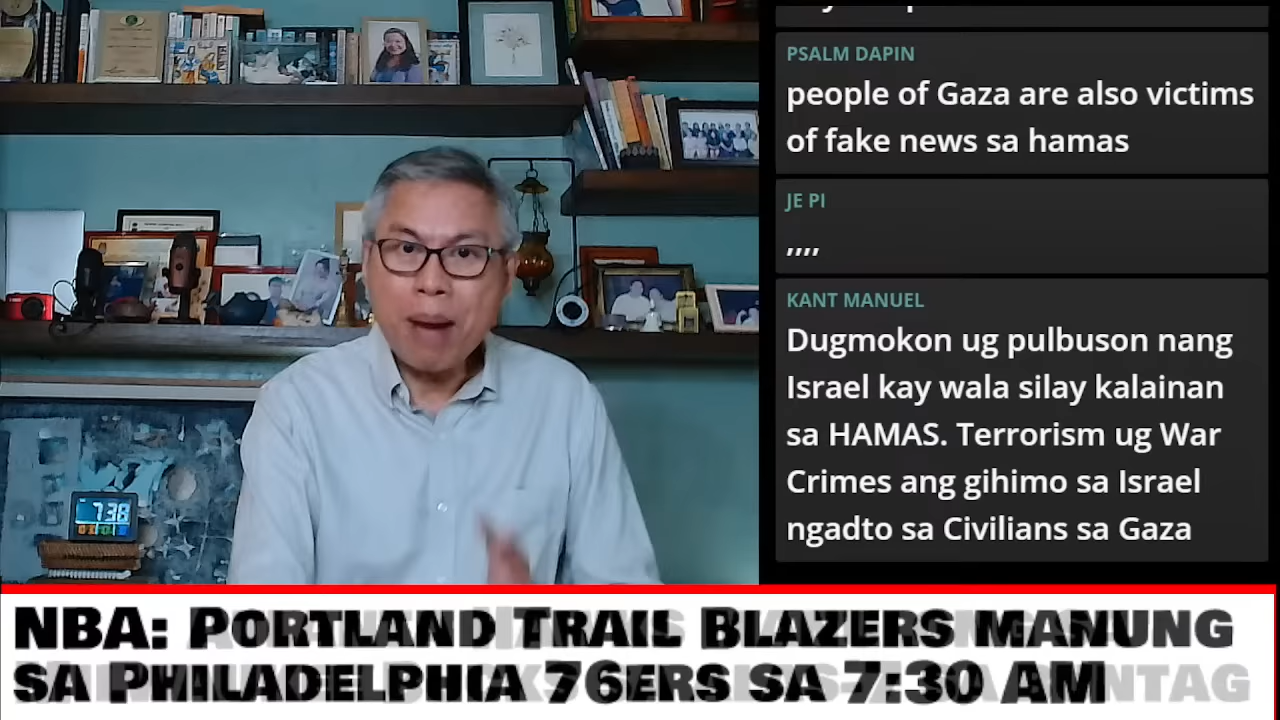 PSALM DAPIN
people of Gaza are also victims
of fake news sa hamas
JE PI
,,,,
KANT MANUEL
Dugmokon ug pulbuson nang
Israel kay wala silay kalainan
sa HAMAS. Terrorism ug War
Crimes ang gihimo sa Israel
ngadto sa Civilians sa Gaza
7:38
NBA: PORTLAND TRAIL BLAZERS MANUNG
SA PHILADELPHIA 76ERS SA 7:30 AM